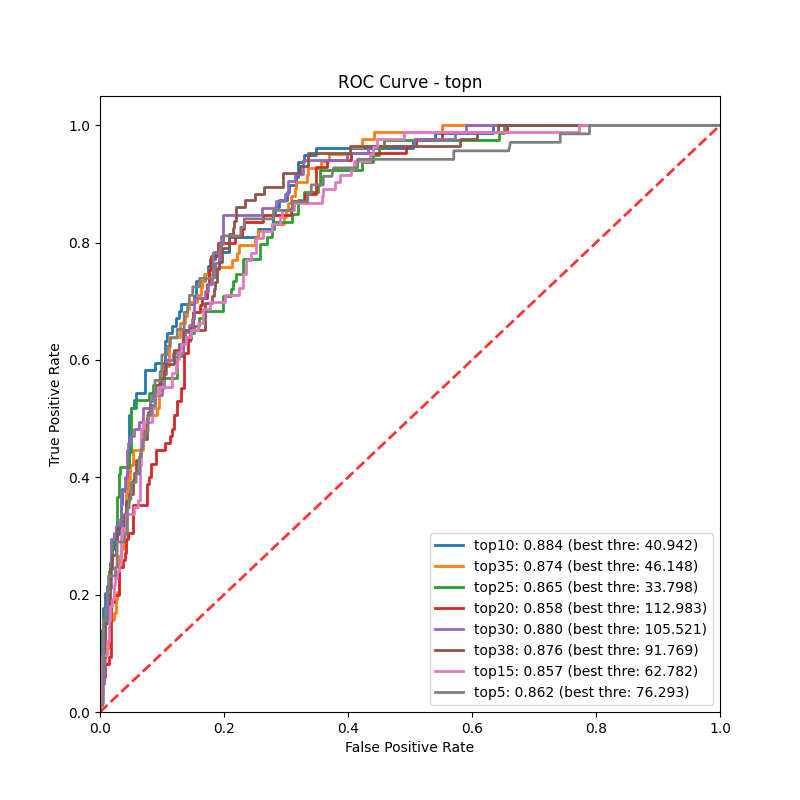 ROC Curve - topn
True Positive Rate
1.0
0.8
0.6
0.4
0.2
0.0
top10: 0.884 (best thre: 40.942)
top35: 0.874 (best thre: 46.148)
top25: 0.865 (best thre: 33.798)
top20: 0.858 (best thre: 112.983)
top30: 0.880 (best thre: 105.521)
top38: 0.876 (best thre: 91.769)
top15: 0.857 (best thre: 62.782)
top5: 0.862 (best thre: 76.293)
0.0 0.2 0.4 0.6 0.8 1.0
False Positive Rate